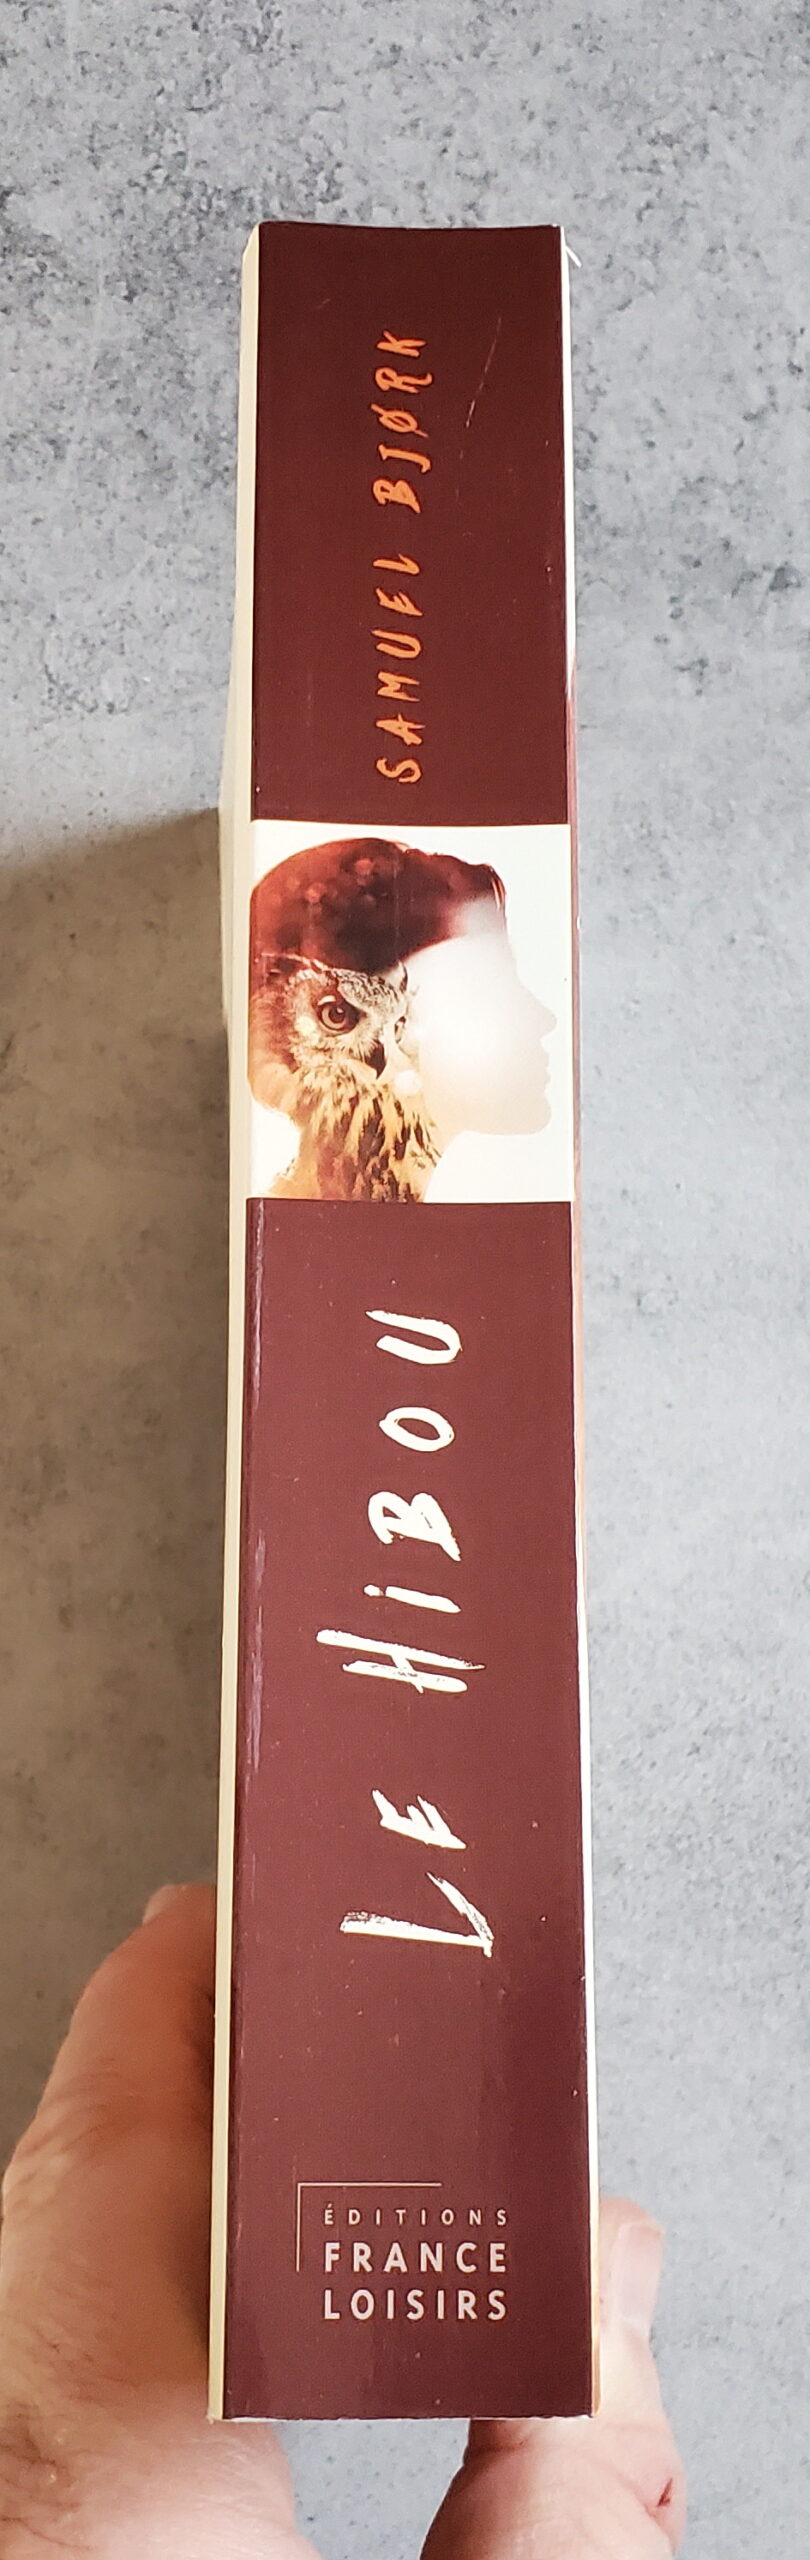 SAMUEL BJØRK
LE HiBOU
ÉDITIONS
FRANCE
LOISIRS